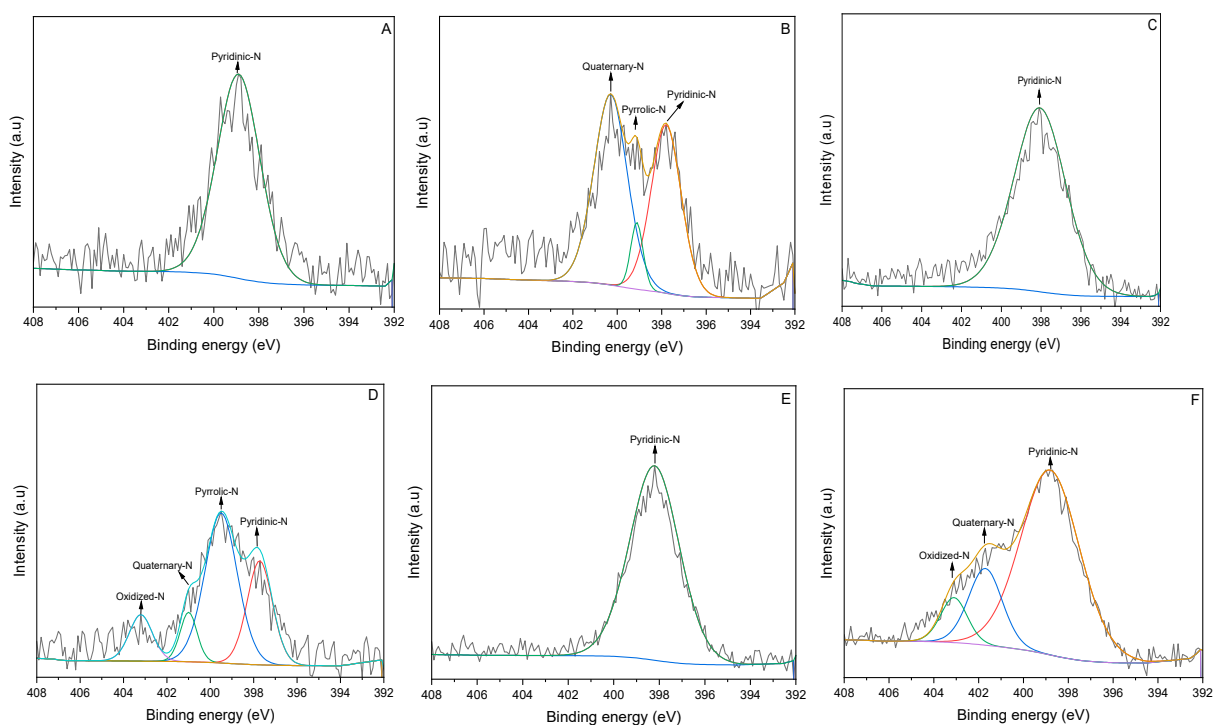 A
Pyridinic-N
Intensity (a.u)
408 406 404 402 400 398 396 394 392
Binding energy (eV)
B
Quaternary-N
Pyrrolic-N
Pyridinic-N
Intensity (a.u)
408 406 404 402 400 398 396 394 392
Binding energy (eV)
C
Pyridinic-N
Intensity (a.u)
408 406 404 402 400 398 396 394 392
Binding energy (eV)
D
Pyrrolic-N
Pyridinic-N
Quaternary-N
Oxidized-N
Intensity (a.u)
408 406 404 402 400 398 396 394 392
Binding energy (eV)
E
Pyridinic-N
Intensity (a.u)
408 406 404 402 400 398 396 394 392
Binding energy (eV)
F
Pyridinic-N
Quaternary-N
Oxidized-N
Intensity (a.u)
408 406 404 402 400 398 396 394 392
Binding energy (eV)